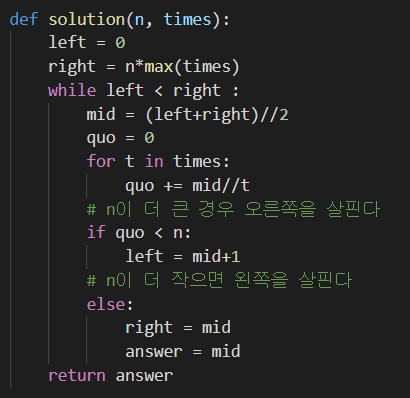 def solution(n, times):
    left = 0
    right = n*max(times)
    while left < right :
        mid = (left+right)//2
        quo = 0
        for t in times:
            quo += mid//t
        # n이 더 큰 경우 오른쪽을 살핀다
        if quo < n:
            left = mid+1
        # n이 더 작으면 왼쪽을 살핀다
        else:
            right = mid
            answer = mid
    return answer